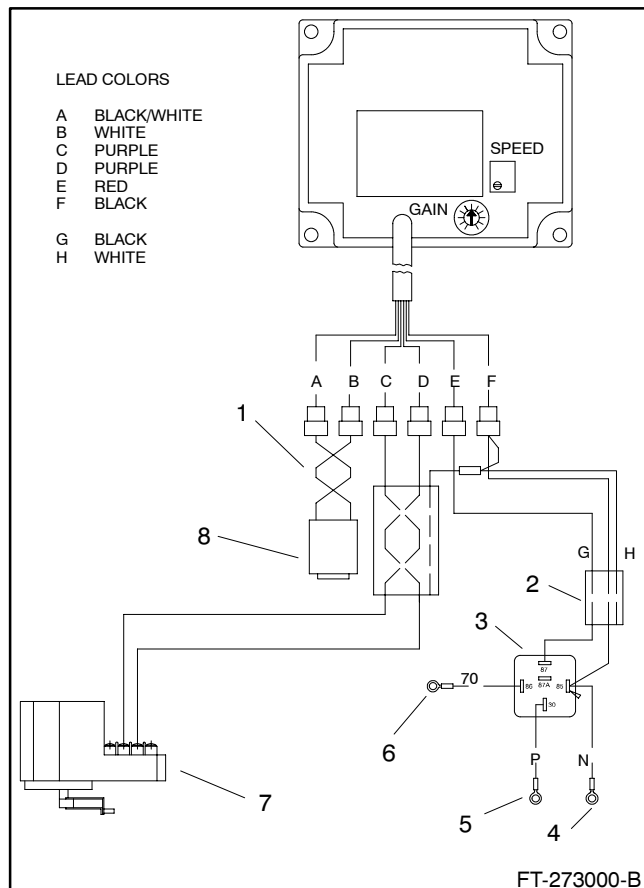 LEAD COLORS
A BLACK/WHITE
B WHITE
C PURPLE
D PURPLE
E RED
F BLACK
G BLACK
H WHITE
SPEED
GAIN
A B C D E F
1
8
G H
2
3
87
70 86 87A 85
30
6
P N
7
5
4
FT-273000-B